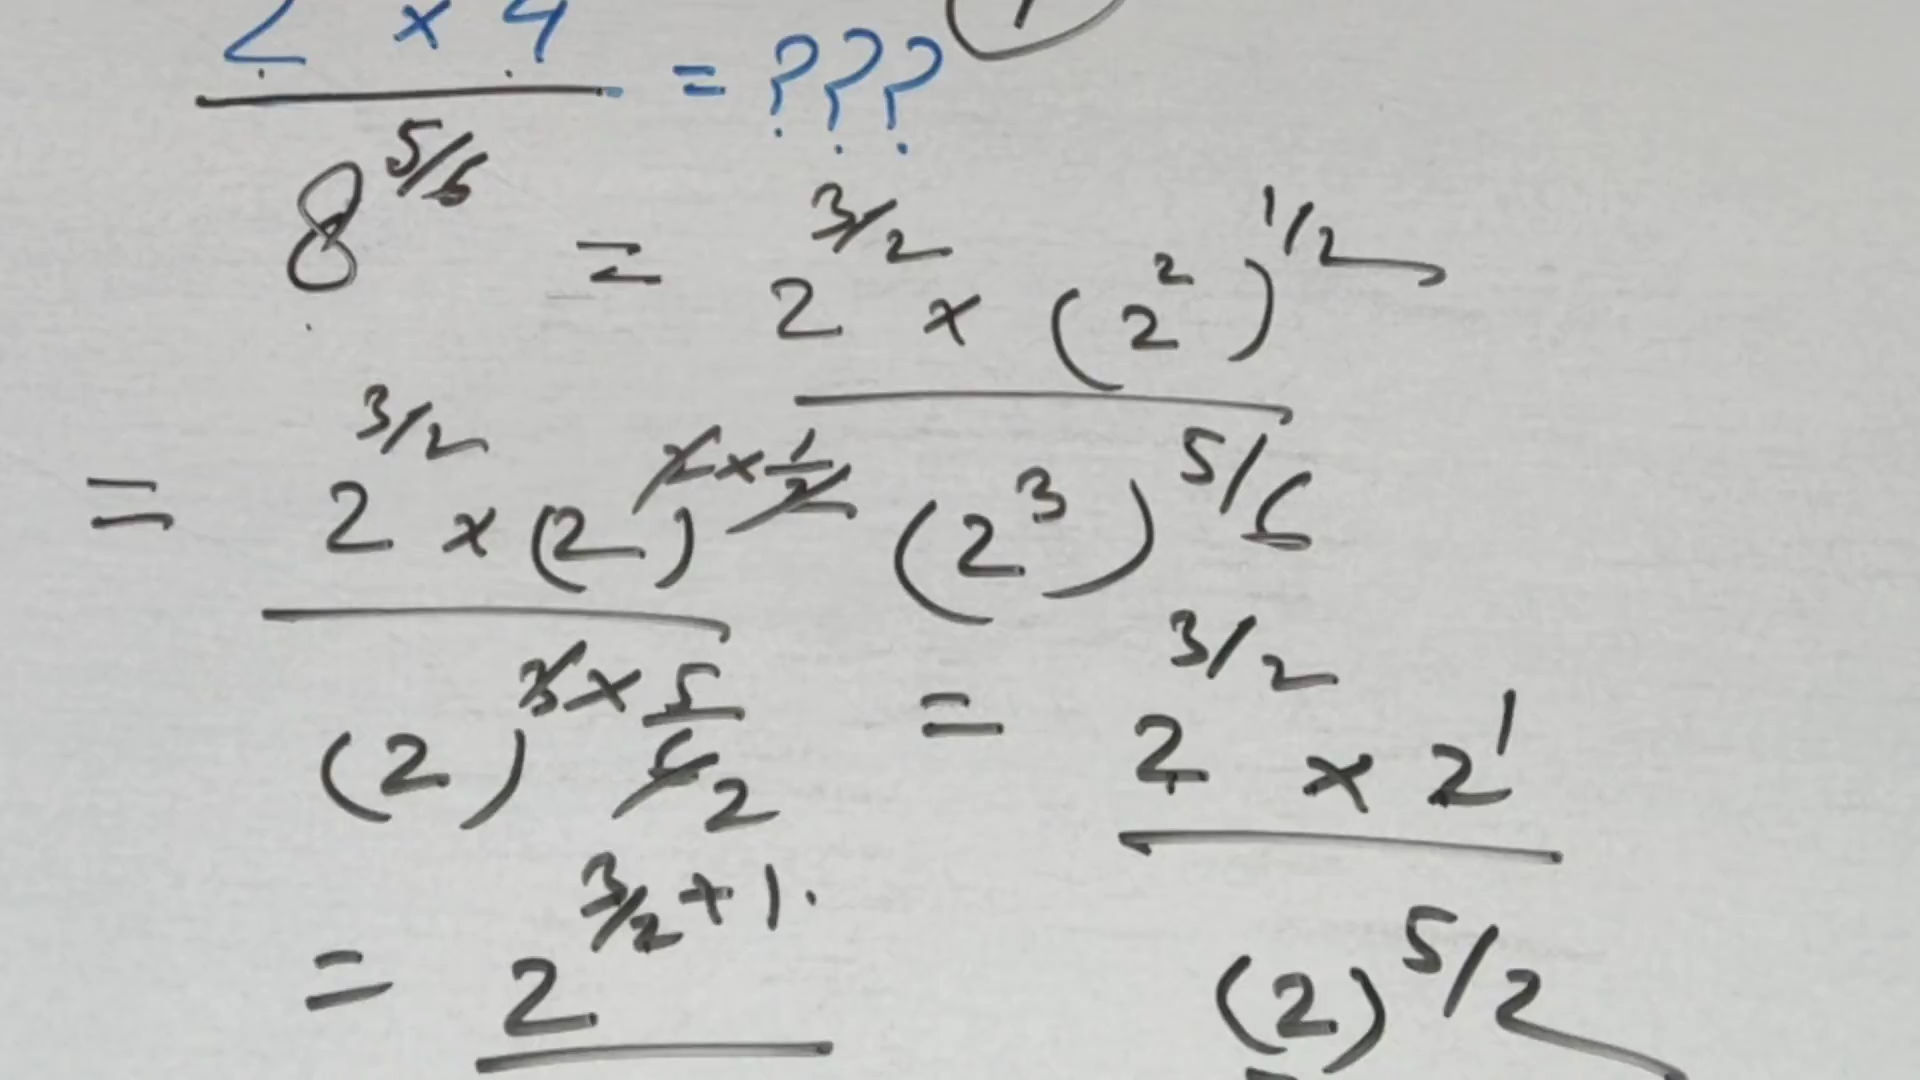 2 × 4 / 8^{5/6} = ???
= 2^{3/2} × (2^2)^{1/2} / (2^3)^{5/6}
= 2^{3/2} × (2)^{2×1/2} / (2)^{3×5/6 2}
= 2^{3/2} × 2^1 / (2)^{5/2}
= 2^{3/2+1}